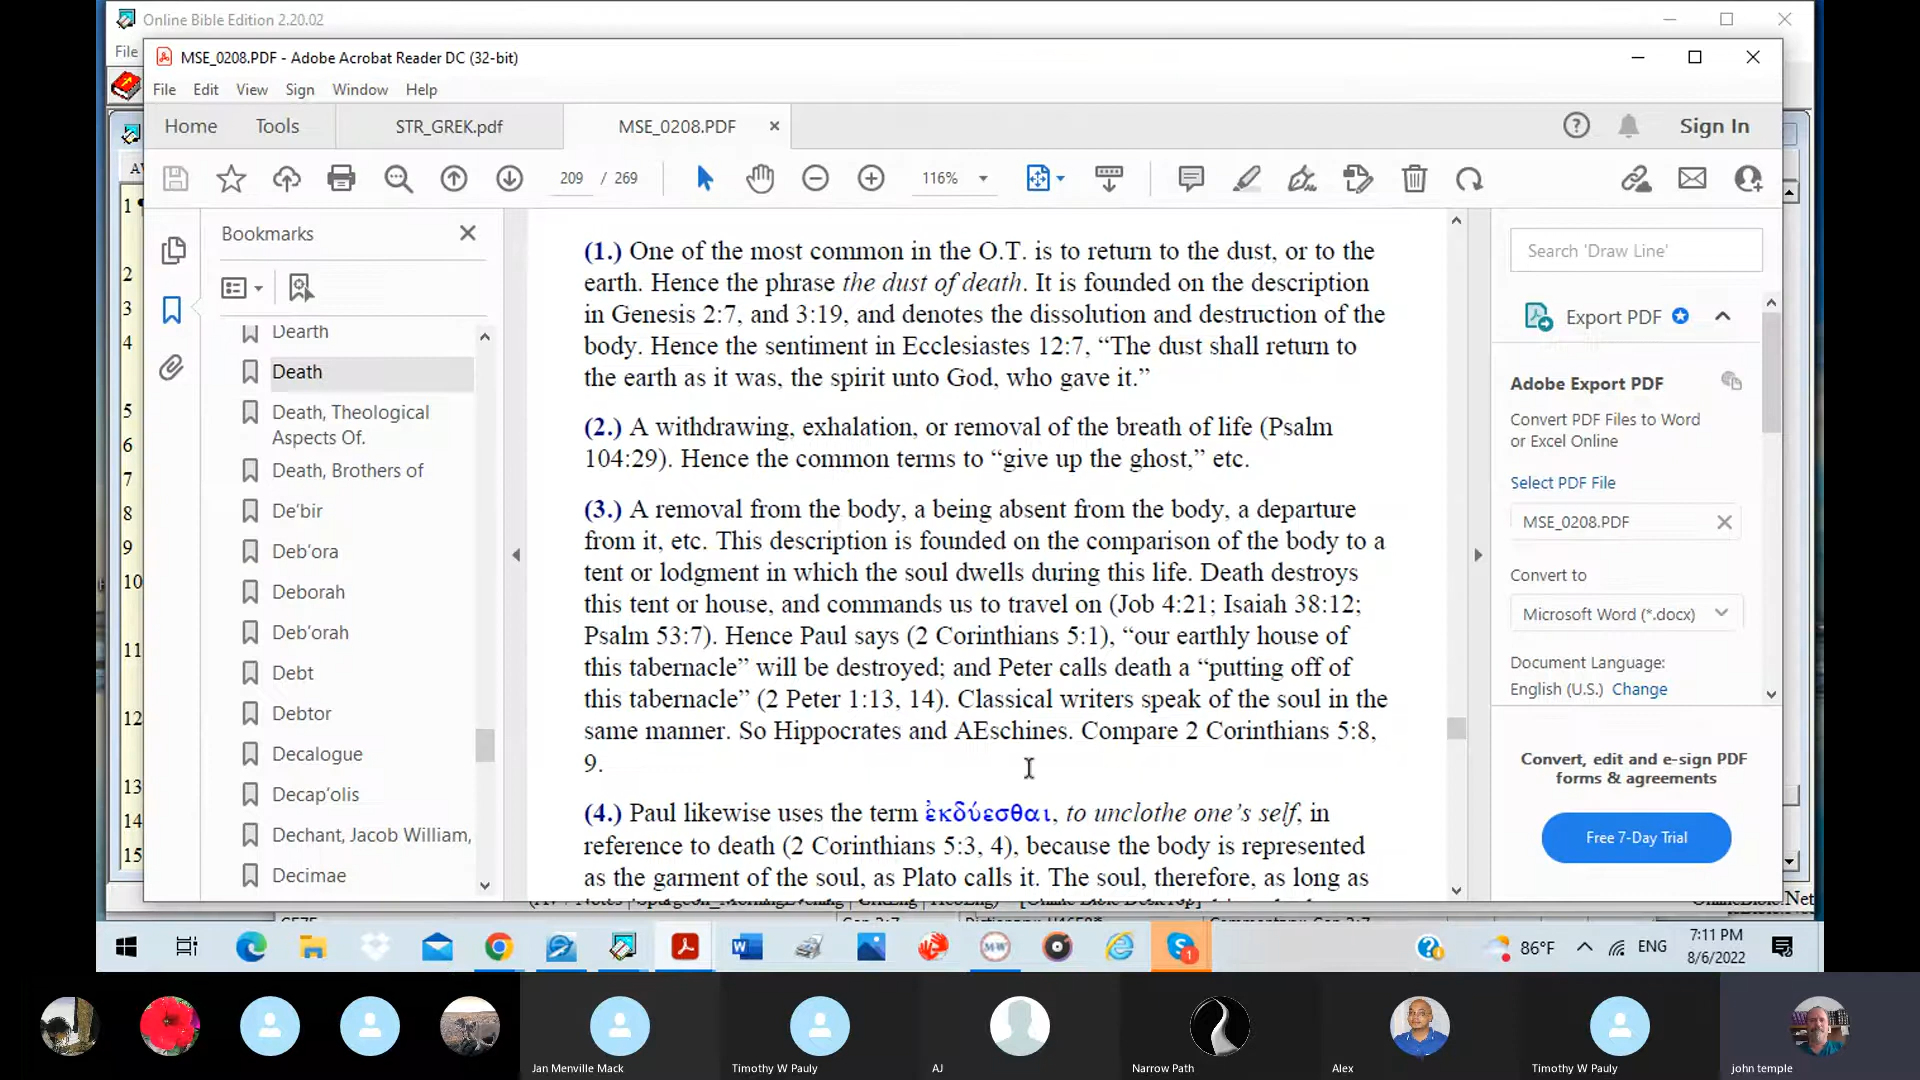 Online Bible Edition 2.20.02
File
MSE_0208.PDF - Adobe Acrobat Reader DC (32-bit)
File Edit View Sign Window Help
Home Tools STR_GREK.pdf MSE_0208.PDF Sign In
209 / 269 116%
Bookmarks
Dearth
Death
Death, Theological
Aspects Of.
Death, Brothers of
De'bir
Deb'ora
Deborah
Deb'orah
Debt
Debtor
Decalogue
Decap'olis
Dechant, Jacob William,
Decimae
1
2
3
4
5
6
7
8
9
10
11
12
13
14
15
(1.) One of the most common in the O.T. is to return to the dust, or to the
earth. Hence the phrase the dust of death. It is founded on the description
in Genesis 2:7, and 3:19, and denotes the dissolution and destruction of the
body. Hence the sentiment in Ecclesiastes 12:7, “The dust shall return to
the earth as it was, the spirit unto God, who gave it.”
(2.) A withdrawing, exhalation, or removal of the breath of life (Psalm
104:29). Hence the common terms to “give up the ghost,” etc.
(3.) A removal from the body, a being absent from the body, a departure
from it, etc. This description is founded on the comparison of the body to a
tent or lodgment in which the soul dwells during this life. Death destroys
this tent or house, and commands us to travel on (Job 4:21; Isaiah 38:12;
Psalm 53:7). Hence Paul says (2 Corinthians 5:1), “our earthly house of
this tabernacle” will be destroyed; and Peter calls death a “putting off of
this tabernacle” (2 Peter 1:13, 14). Classical writers speak of the soul in the
same manner. So Hippocrates and AEschines. Compare 2 Corinthians 5:8,
9.
(4.) Paul likewise uses the term ἐκδύεσθαι, to unclothe one’s self, in
reference to death (2 Corinthians 5:3, 4), because the body is represented
as the garment of the soul, as Plato calls it. The soul, therefore, as long as
Search 'Draw Line'
Export PDF
Adobe Export PDF
Convert PDF Files to Word
or Excel Online
Select PDF File
MSE_0208.PDF
Convert to
Microsoft Word (*.docx)
Document Language:
English (U.S.) Change
Convert, edit and e-sign PDF
forms & agreements
Free 7-Day Trial
86°F ENG 7:11 PM
8/6/2022
Jan Menville Mack
Timothy W Pauly
AJ
Narrow Path
Alex
Timothy W Pauly
john temple